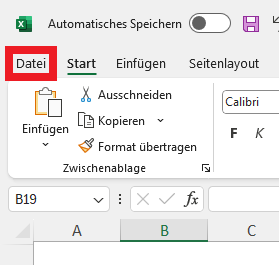 Automatisches Speichern
Datei Start Einfügen Seitenlayout
Ausschneiden
Calibri
Kopieren
Einfügen
F K
Format übertragen
Zwischenablage
B19 fx
A B C